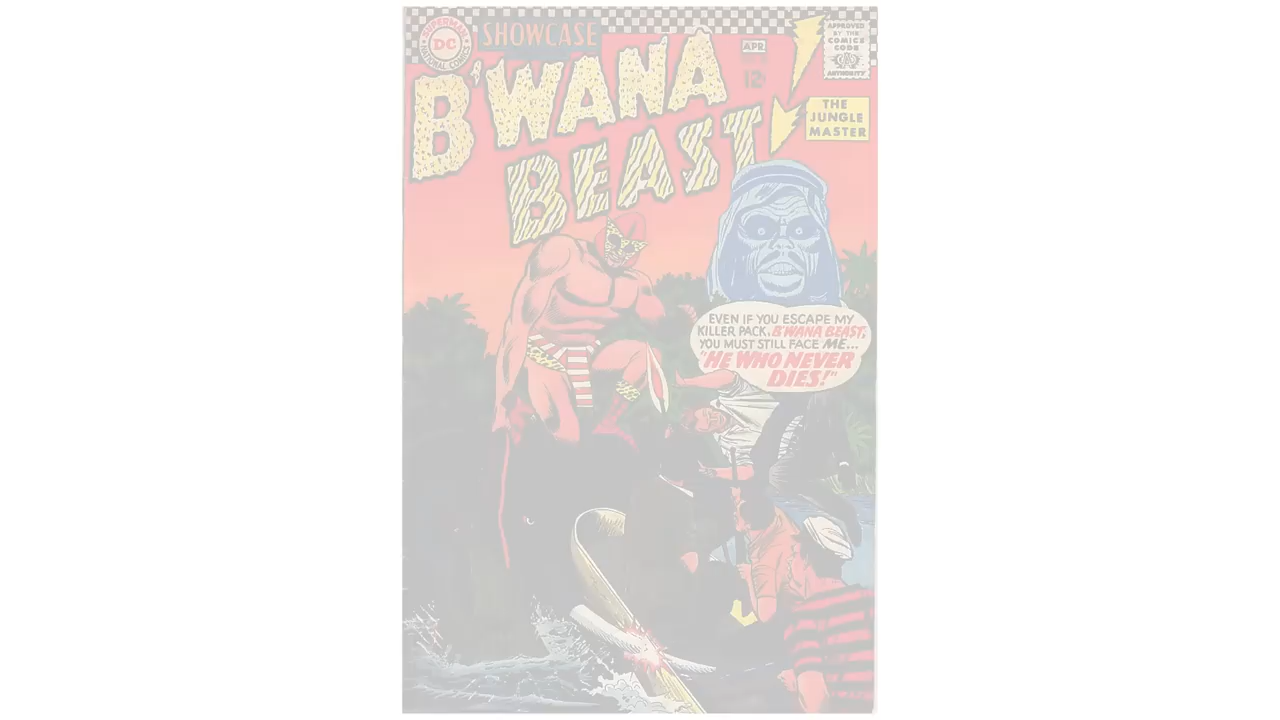 SUPERMAN
DC
NATIONAL COMICS
SHOWCASE
APR.
12¢
APPROVED
BY THE
COMICS
CODE
AUTHORITY
B'WANA
BEAST
THE
JUNGLE
MASTER
EVEN IF YOU ESCAPE MY
KILLER PACK, B'WANA BEAST,
YOU MUST STILL FACE ME...
"HE WHO NEVER
DIES!"